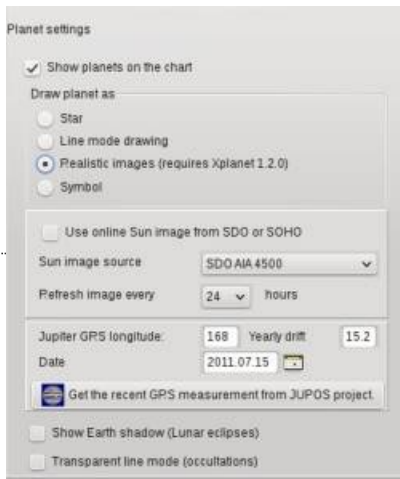 Planet settings
Show planets on the chart
Draw planet as
Star
Line mode drawing
Realistic images (requires Xplanet 1.2.0)
Symbol
Use online Sun image from SDO or SOHO
Sun image source SDO AIA 4500
Refresh image every 24 hours
Jupiter GRS longitude: 168 Yearly drift 15.2
Date 2011.07.15
Get the recent GRS measurement from JUPOS project.
Show Earth shadow (Lunar eclipses)
Transparent line mode (occultations)